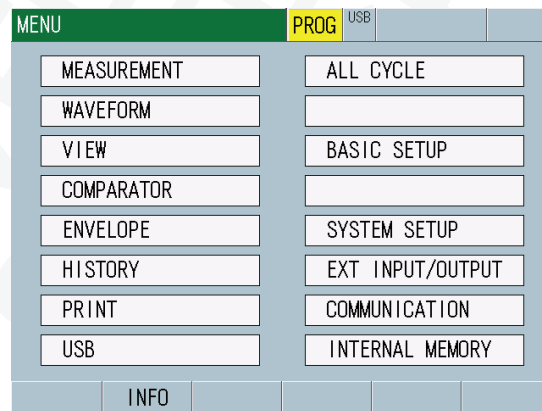 MENU PROG USB
MEASUREMENT
WAVEFORM
VIEW
COMPARATOR
ENVELOPE
HISTORY
PRINT
USB
ALL CYCLE
BASIC SETUP
SYSTEM SETUP
EXT INPUT/OUTPUT
COMMUNICATION
INTERNAL MEMORY
INFO